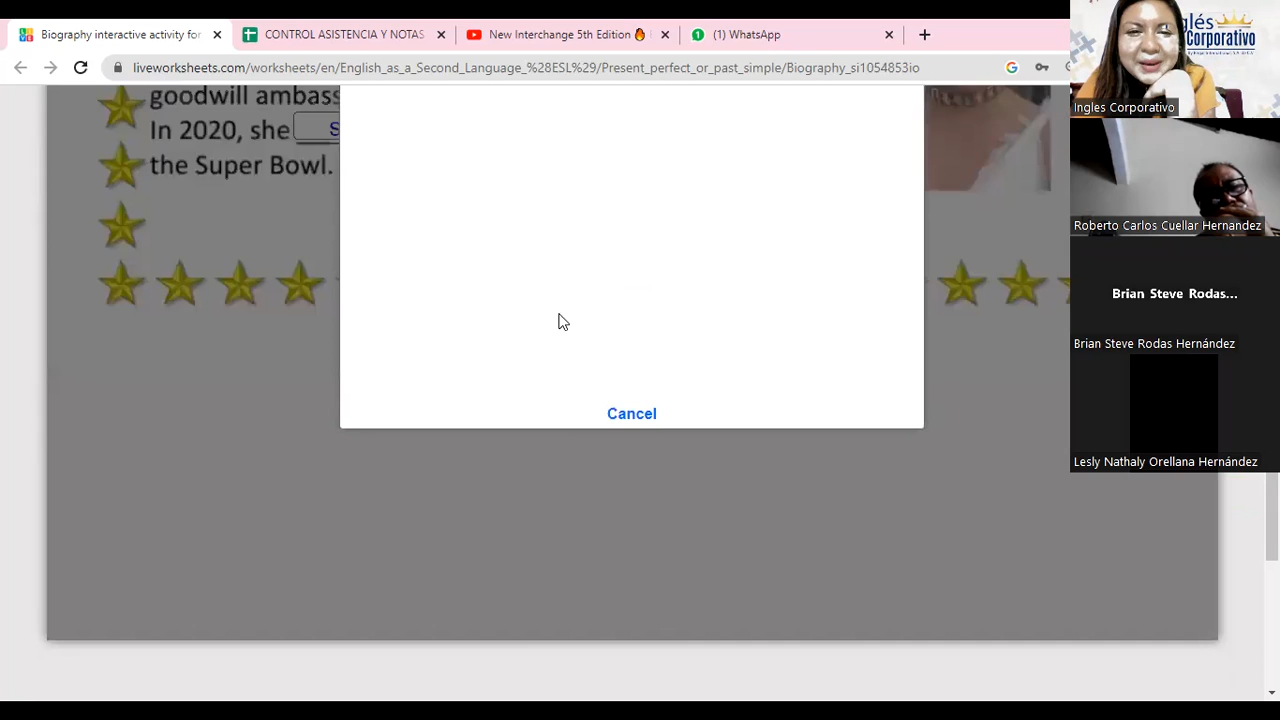 Biography interactive activity for
CONTROL ASISTENCIA Y NOTAS
New Interchange 5th Edition
(1) WhatsApp
liveworksheets.com/worksheets/en/English_as_a_Second_Language_%28ESL%29/Present_perfect_or_past_simple/Biography_si1054853io
goodwill ambass
In 2020, she S
the Super Bowl.
Cancel
glés
Corporativo
Ingles Corporativo
Roberto Carlos Cuellar Hernandez
Brian Steve Rodas...
Brian Steve Rodas Hernández
Lesly Nathaly Orellana Hernández